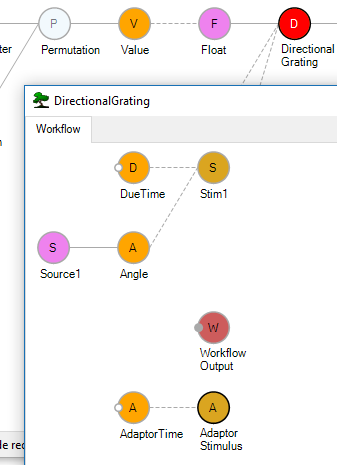 P
V
F
D
ter
Permutation
Value
Float
Directional
Grating
DirectionalGrating
Workflow
D
S
DueTime
Stim1
S
A
Source1
Angle
W
Workflow
Output
A
A
AdaptorTime
Adaptor
Stimulus
le rec